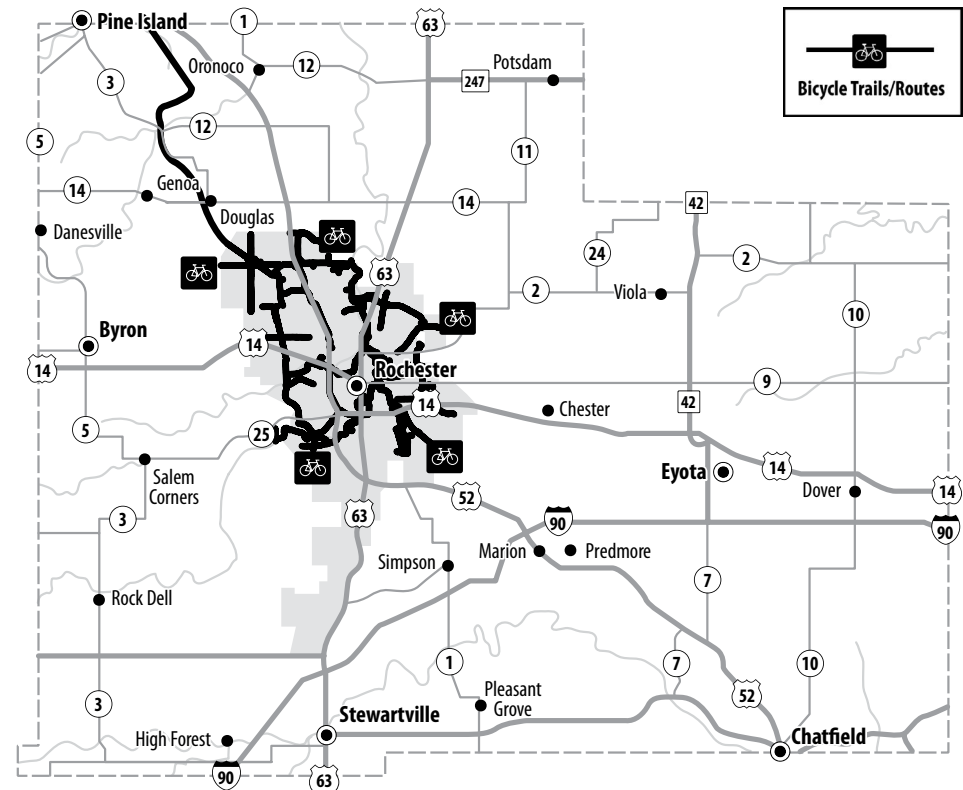 Pine Island
1
63
Bicycle Trails/Routes
Oronoco
12
Potsdam
247
3
12
5
11
Genoa
14
14
42
Douglas
Danesville
24
2
63
2
Viola
10
Byron
14
14
Rochester
9
14
42
Chester
5
25
Salem
Corners
Eyota
14
Dover
14
52
3
63
90
90
Marion
Predmore
Simpson
7
Rock Dell
1
7
10
3
Pleasant
Grove
52
Stewartville
Chatfield
High Forest
90
63